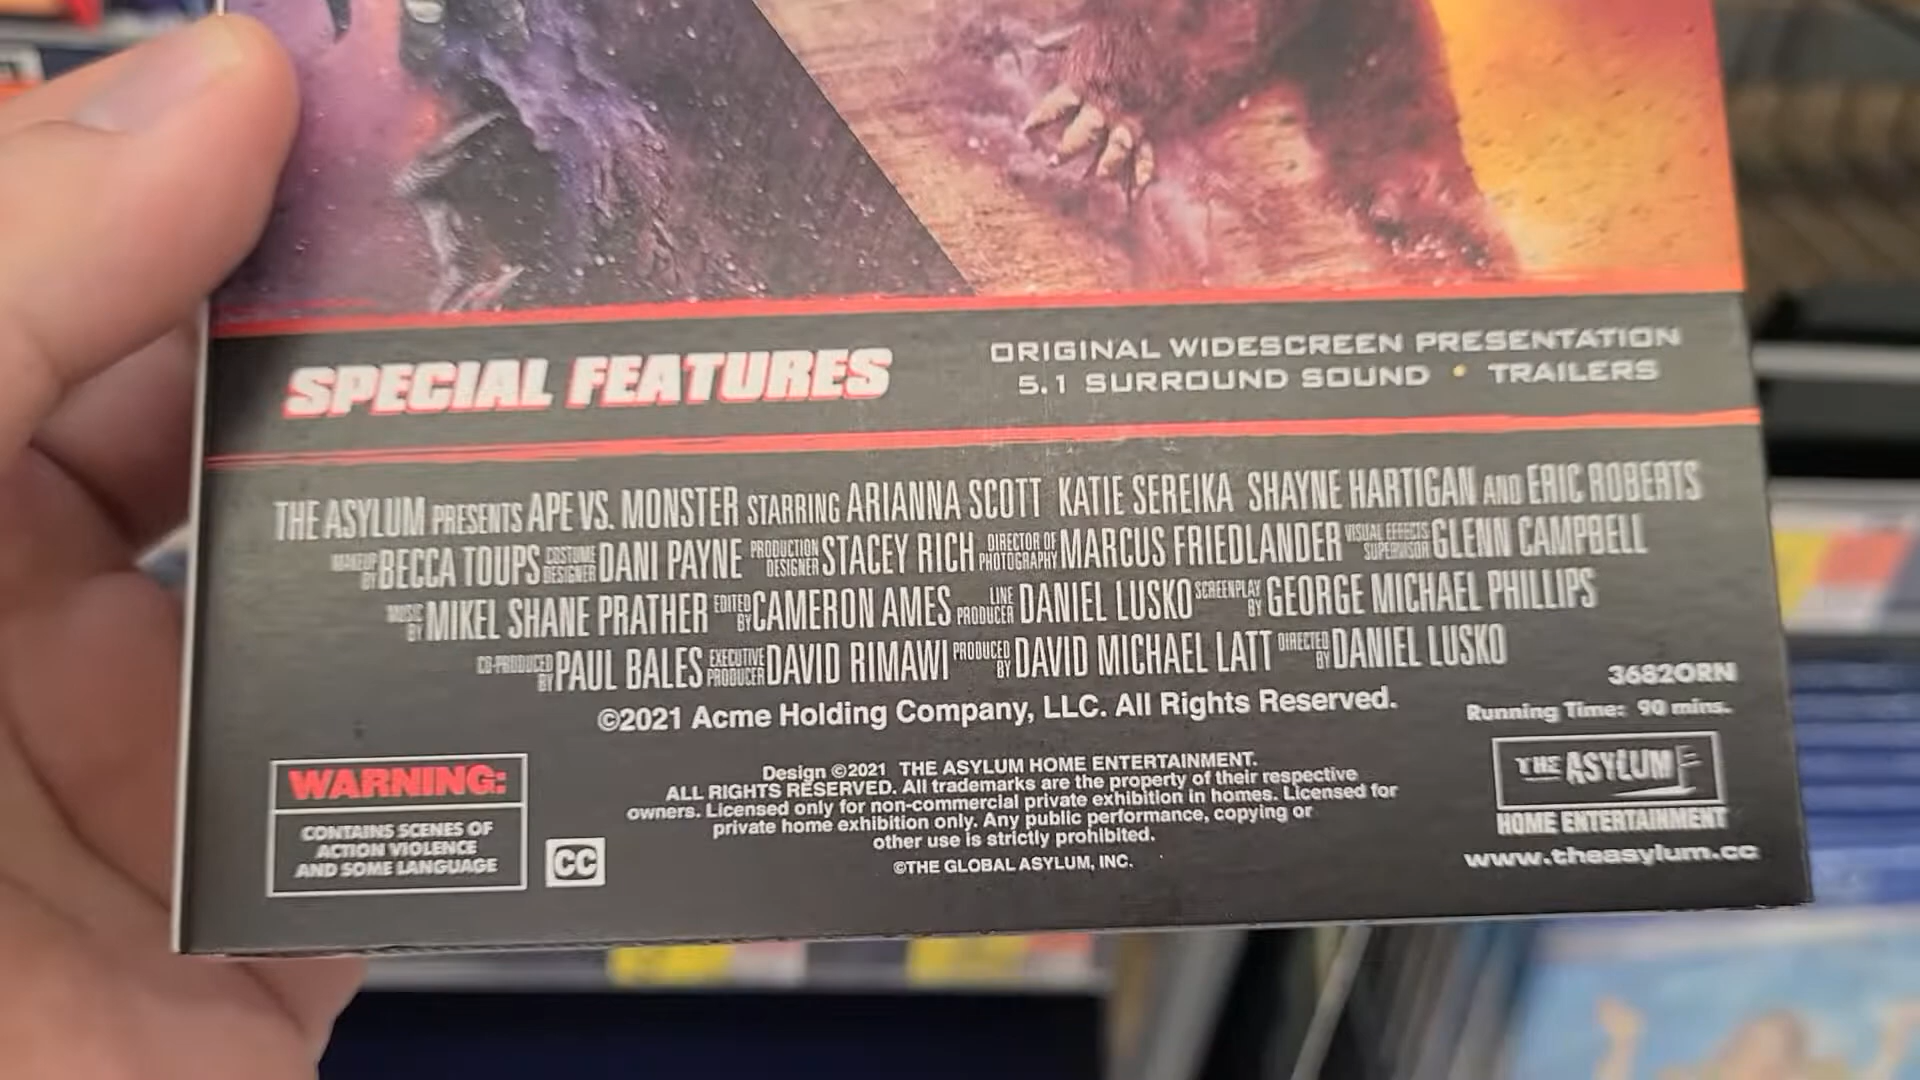 SPECIAL FEATURES
ORIGINAL WIDESCREEN PRESENTATION
5.1 SURROUND SOUND • TRAILERS
THE ASYLUM PRESENTS APE VS. MONSTER STARRING ARIANNA SCOTT KATIE SEREIKA SHAYNE HARTIGAN AND ERIC ROBERTS
MAKEUP BY BECCA TOUPS COSTUME DESIGNER DANI PAYNE PRODUCTION DESIGNER STACEY RICH DIRECTOR OF PHOTOGRAPHY MARCUS FRIEDLANDER VISUAL EFFECTS SUPERVISOR GLENN CAMPBELL
MUSIC BY MIKEL SHANE PRATHER EDITED BY CAMERON AMES LINE PRODUCER DANIEL LUSKO SCREENPLAY BY GEORGE MICHAEL PHILLIPS
CO-PRODUCED BY PAUL BALES EXECUTIVE PRODUCER DAVID RIMAWI PRODUCED BY DAVID MICHAEL LATT DIRECTED BY DANIEL LUSKO
©2021 Acme Holding Company, LLC. All Rights Reserved.
3682ORN
Running Time: 90 mins.
WARNING:
CONTAINS SCENES OF
ACTION VIOLENCE
AND SOME LANGUAGE
CC
Design ©2021 THE ASYLUM HOME ENTERTAINMENT.
ALL RIGHTS RESERVED. All trademarks are the property of their respective
owners. Licensed only for non-commercial private exhibition in homes. Licensed for
private home exhibition only. Any public performance, copying or
other use is strictly prohibited.
©THE GLOBAL ASYLUM, INC.
THE ASYLUM
HOME ENTERTAINMENT
www.theasylum.cc